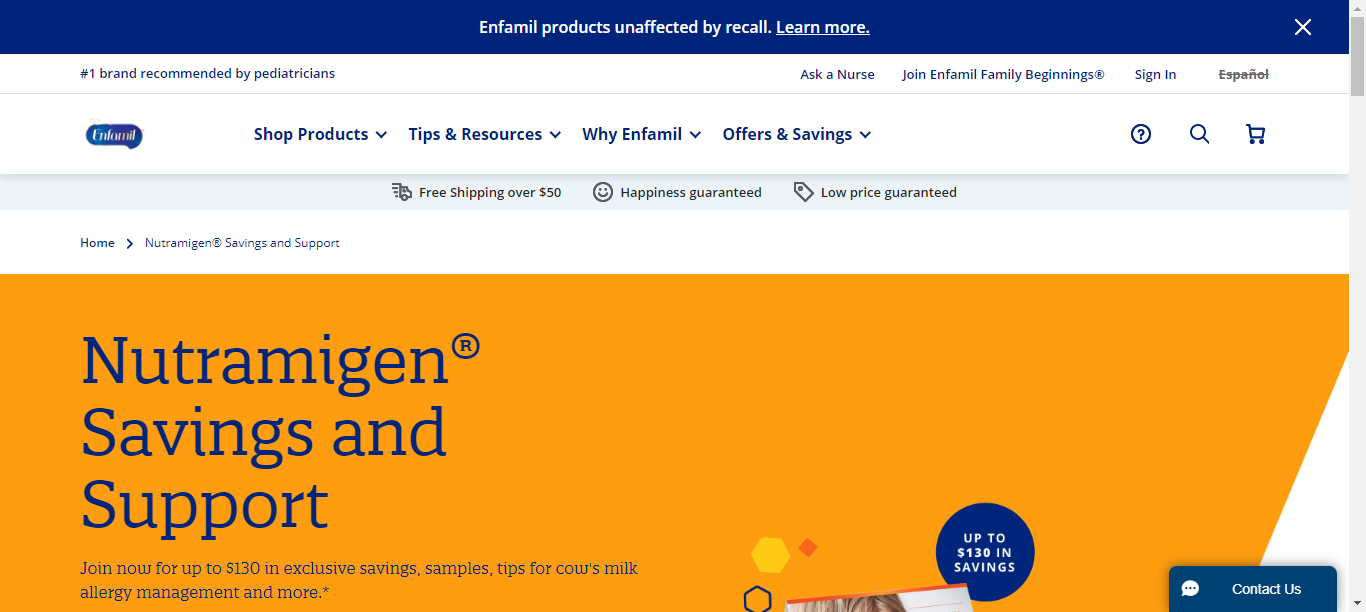 Enfamil products unaffected by recall. Learn more.
#1 brand recommended by pediatricians
Ask a Nurse
Join Enfamil Family Beginnings®
Sign In
Español
Enfamil
Shop Products
Tips & Resources
Why Enfamil
Offers & Savings
Free Shipping over $50
Happiness guaranteed
Low price guaranteed
Home
Nutramigen® Savings and Support
Nutramigen®
Savings and
Support
UP TO
$130 IN
SAVINGS
Join now for up to $130 in exclusive savings, samples, tips for cow's milk
allergy management and more.*
Contact Us